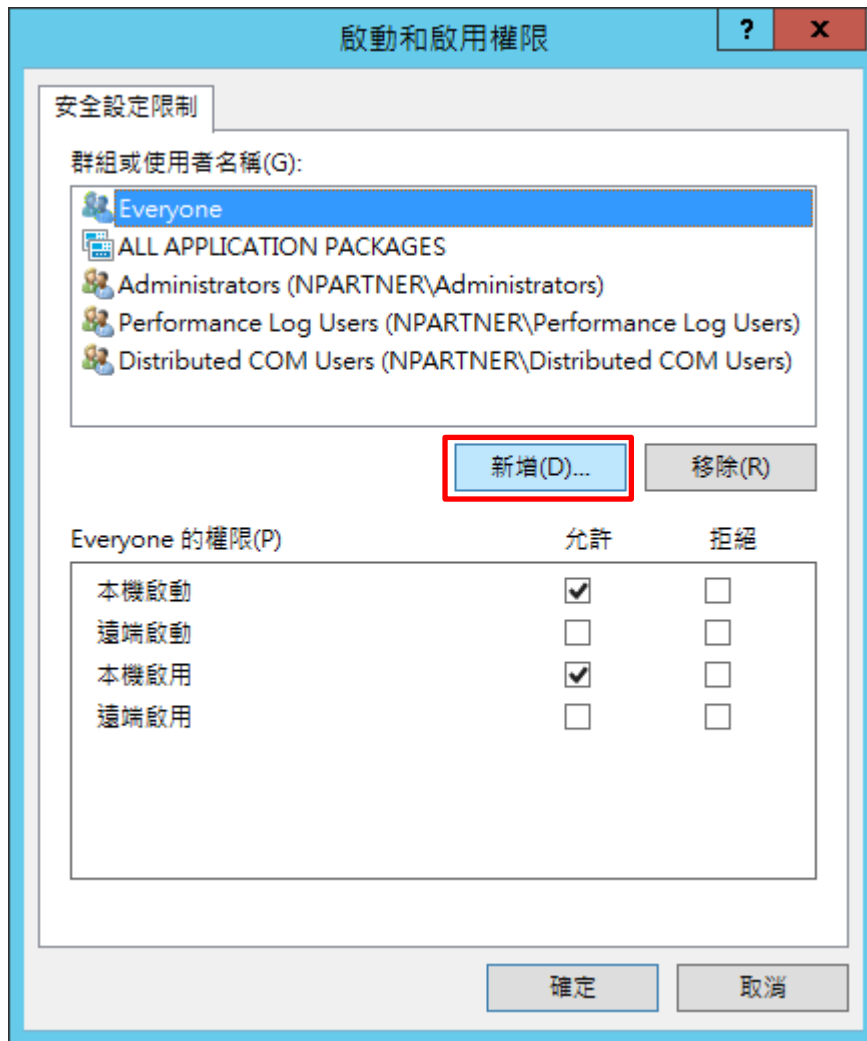 啟動和啟用權限
?
x
安全設定限制
群組或使用者名稱(G):
Everyone
ALL APPLICATION PACKAGES
Administrators (NPARTNER\Administrators)
Performance Log Users (NPARTNER\Performance Log Users)
Distributed COM Users (NPARTNER\Distributed COM Users)
新增(D)... 移除(R)
Everyone 的權限(P) 允許 拒絕
本機啟動
遠端啟動
本機啟用
遠端啟用
確定 取消